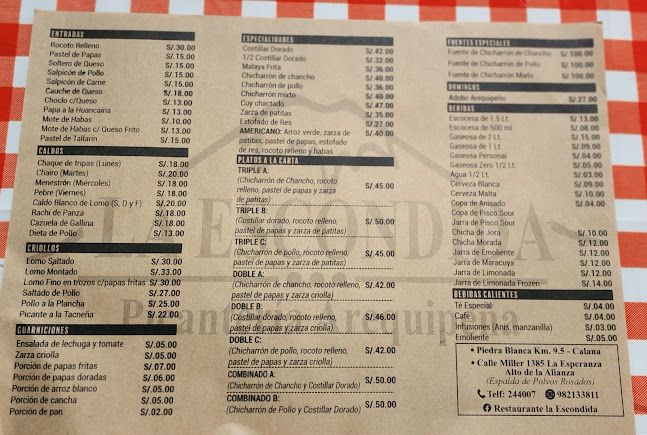 ENTRADAS
Rocoto Relleno S/.30.00
Pastel de Papas S/.15.00
Soltero de Queso S/.15.00
Salpicón de Pollo S/.15.00
Salpicón de Carne S/.15.00
Cauche de Queso S/.18.00
Choclo c/Queso S/.13.00
Papa a la Huancaína S/.13.00
Mote de Habas S/.10.00
Mote de Habas c/ Queso Frito S/.13.00
Pastel de Tallarin S/.15.00
CALDOS
Chaque de tripas (Lunes) S/.18.00
Chairo (Martes) S/.20.00
Menestrón (Miércoles) S/.18.00
Pebre (Viernes) S/.18.00
Caldo Blanco de Lomo (S, D y F) S/.20.00
Rachi de Panza S/.18.00
Cazuela de Gallina S/.18.00
Dieta de Pollo S/.13.00
CRIOLLOS
Lomo Saltado S/.30.00
Lomo Montado S/.33.00
Lomo Fino en trozos c/papas fritas S/.30.00
Saltado de Pollo S/.27.00
Pollo a la Plancha S/.25.00
Picante a la Tacneña S/.22.00
GUARNICIONES
Ensalada de lechuga y tomate S/.05.00
Zarza criolla S/.05.00
Porción de papas fritas S/.07.00
Porción de papas doradas S/.06.00
Porción de arroz blanco S/.05.00
Porción de cancha S/.05.00
Porción de pan S/.02.00
ESPECIALIDADES
Costillar Dorado S/.42.00
1/2 Costillar Dorado S/.32.00
Malaya Frita S/.36.00
Chicharrón de chancho S/.40.00
Chicharrón de pollo S/.36.00
Chicharrón mixto S/.40.00
Cuy chactado S/.47.00
Zarza de patitas S/.35.00
Estofado de Res S/.27.00
AMERICANO: Arroz verde, zarza de S/.40.00
patitas, pastel de papas, estofado
de res, rocoto relleno y habas
PLATOS A LA CARTA
TRIPLE A:
(Chicharrón de Chancho, rocoto S/.45.00
relleno, pastel de papas y zarza
de patitas)
TRIPLE B:
(Costillar dorado, rocoto relleno, S/.50.00
pastel de papas y zarza de patitas)
TRIPLE C:
(Chicharrón de pollo, rocoto relleno, S/.45.00
pastel de papas y zarza de patitas)
DOBLE A:
(Chicharrón de chancho, rocoto relleno, S/.42.00
pastel de papas y zarza criolla)
DOBLE B:
(Costillar dorado, rocoto relleno, S/.46.00
pastel de papas y zarza criolla)
DOBLE C:
(Chicharrón de pollo, rocoto relleno, S/.42.00
pastel de papas y zarza criolla)
COMBINADO A:
(Chicharrón de Chancho y Costillar Dorado) S/.50.00
COMBINADO B:
(Chicharrón de Pollo y Costillar Dorado) S/.50.00
FUENTES ESPECIALES
Fuente de Chicharrón de Chancho S/.100.00
Fuente de Chicharrón de Pollo S/.100.00
Fuente de Chicharrón Mixto S/.100.00
DOMINGOS
Adobo Arequipeño S/.27.00
BEBIDAS
Escocesa de 1.5 Lt. S/.13.00
Escocesa de 500 ml S/.08.00
Gaseosa de 2 Lt. S/.15.00
Gaseosa de 1 Lt. S/.09.00
Gaseosa Personal S/.04.00
Gaseosa Zero 1/2 Lt. S/.05.00
Agua 1/2 Lt. S/.03.00
Cerveza Blanca S/.09.00
Cerveza Malta S/.10.00
Copa de Anisado S/.04.00
Copa de Pisco Sour
Jarra de Pisco Sour
Chicha de Jora S/.10.00
Chicha Morada S/.12.00
Jarra de Emoliente S/.12.00
Jarra de Maracuya S/.12.00
Jarra de Limonada S/.12.00
Jarra de Limonada Frozen S/.14.00
BEBIDAS CALIENTES
Té Especial S/.04.00
Café S/.04.00
Infusión (Anis, manzanilla) S/.03.00
Emoliente S/.05.00
• Piedra Blanca Km. 9.5 - Calana
• Calle Miller 1385 La Esperanza
Alto de la Alianza
(Espalda de Polvos Rosados)
Telf: 244007 982133811
Restaurante la Escondida
LA ESCONDIDA